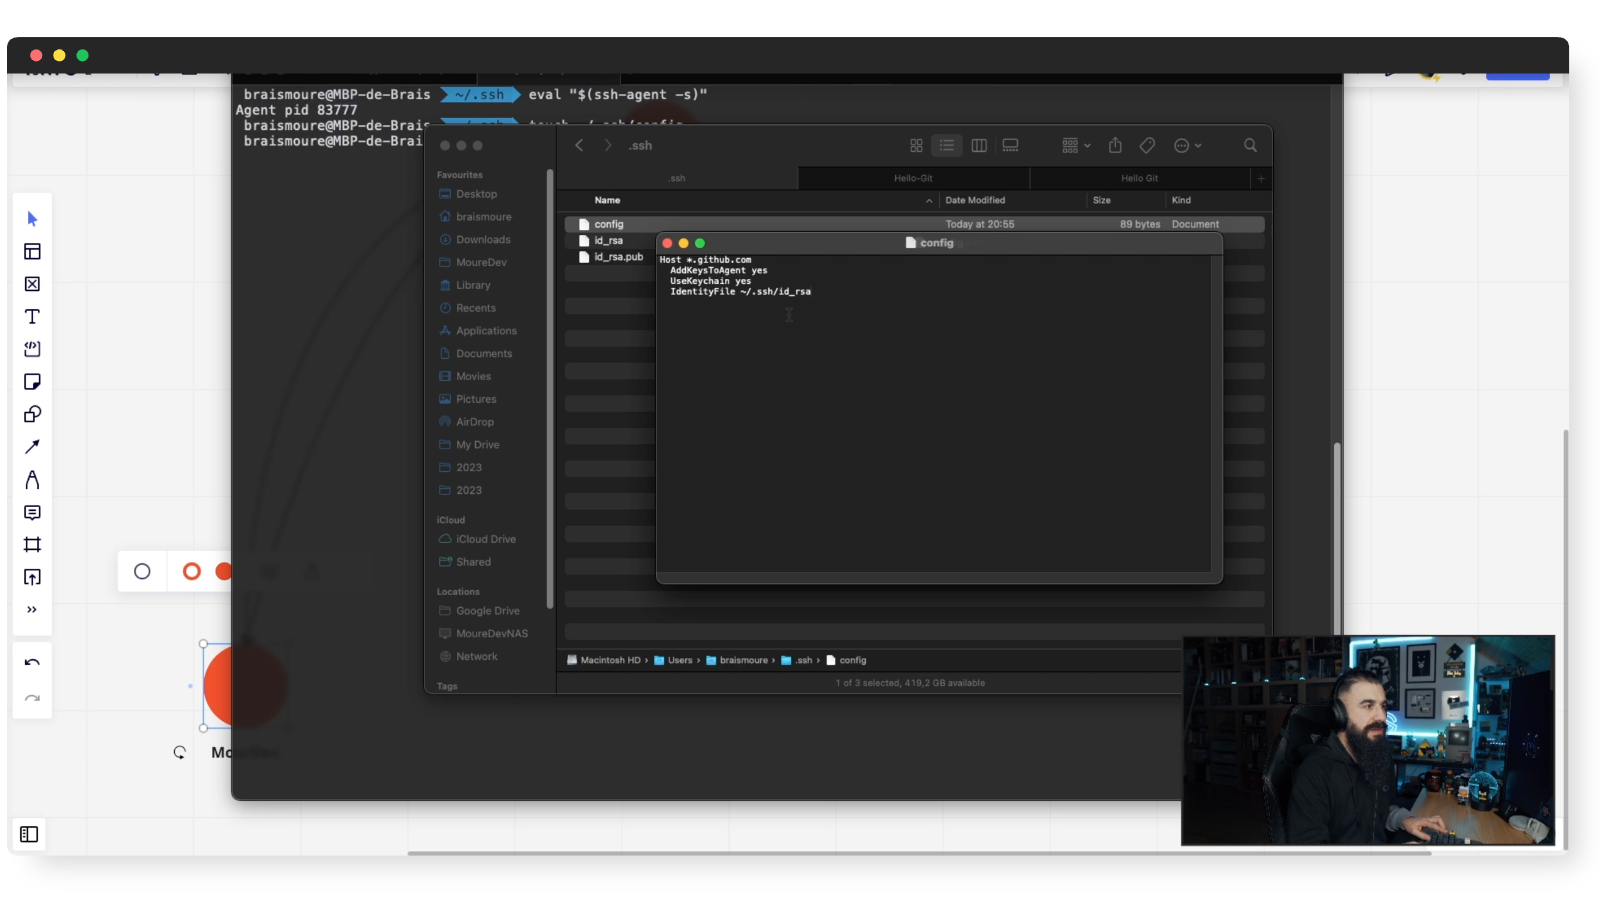 braismoure@MBP-de-Brais ~/.ssh eval "$(ssh-agent -s)"
Agent pid 83777
braismoure@MBP-de-Brais ~/.ssh touch ~/.ssh/config
braismoure@MBP-de-Brai
.ssh
.ssh
Hello-Git
Hello Git
Name
Date Modified
Size
Kind
config
Today at 20:55
89 bytes
Document
id_rsa
id_rsa.pub
config
Host *.github.com
AddKeysToAgent yes
UseKeychain yes
IdentityFile ~/.ssh/id_rsa
Favourites
Desktop
braismoure
Downloads
MoureDev
Library
Recents
Applications
Documents
Movies
Pictures
AirDrop
My Drive
2023
2023
iCloud
iCloud Drive
Shared
Locations
Google Drive
MoureDevNAS
Network
Tags
Macintosh HD › Users › braismoure › .ssh › config
1 of 3 selected, 419,2 GB available